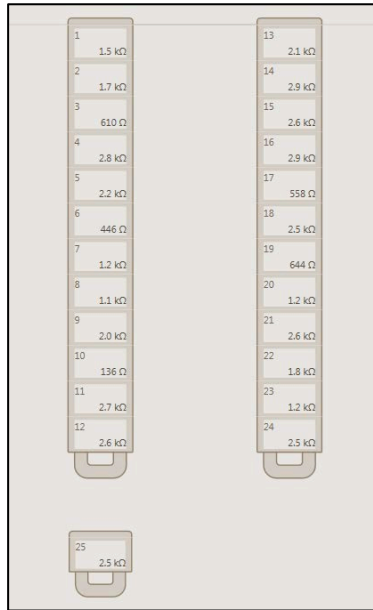 1
1.5 kΩ
2
1.7 kΩ
3
610 Ω
4
2.8 kΩ
5
2.2 kΩ
6
446 Ω
7
1.2 kΩ
8
1.1 kΩ
9
2.0 kΩ
10
136 Ω
11
2.7 kΩ
12
2.6 kΩ
13
2.1 kΩ
14
2.9 kΩ
15
2.6 kΩ
16
2.9 kΩ
17
558 Ω
18
2.5 kΩ
19
644 Ω
20
1.2 kΩ
21
2.6 kΩ
22
1.8 kΩ
23
1.2 kΩ
24
2.5 kΩ
25
2.5 kΩ